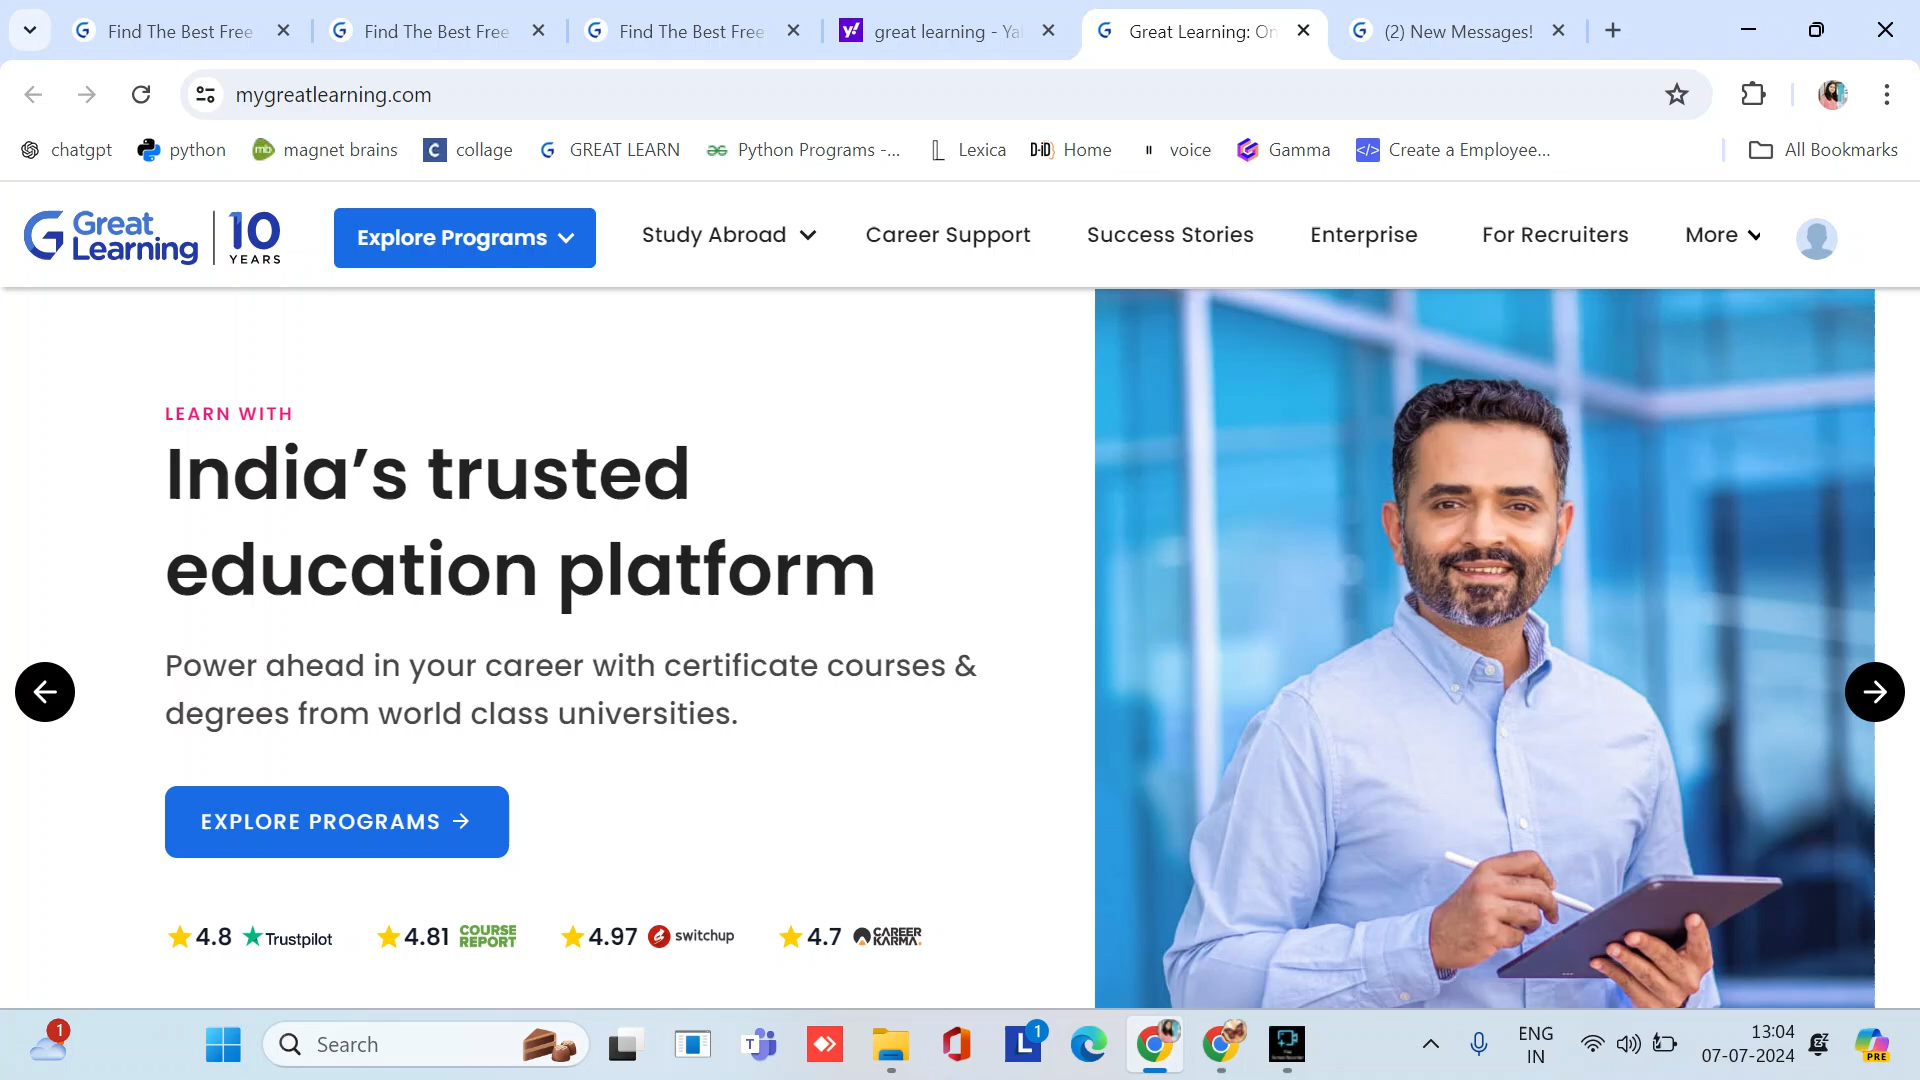 Find The Best Free
Find The Best Free
Find The Best Free
great learning - Ya
Great Learning: On
(2) New Messages!
mygreatlearning.com
chatgpt
python
magnet brains
collage
GREAT LEARN
Python Programs -...
Lexica
D-iD Home
voice
Gamma
Create a Employee...
All Bookmarks
Great Learning
10 YEARS
Explore Programs
Study Abroad
Career Support
Success Stories
Enterprise
For Recruiters
More
LEARN WITH
India's trusted
education platform
Power ahead in your career with certificate courses &
degrees from world class universities.
EXPLORE PROGRAMS
4.8 Trustpilot
4.81 COURSE REPORT
4.97 switchup
4.7 CAREER KARMA.
1
Search
1
ENG
IN
13:04
07-07-2024
PRE